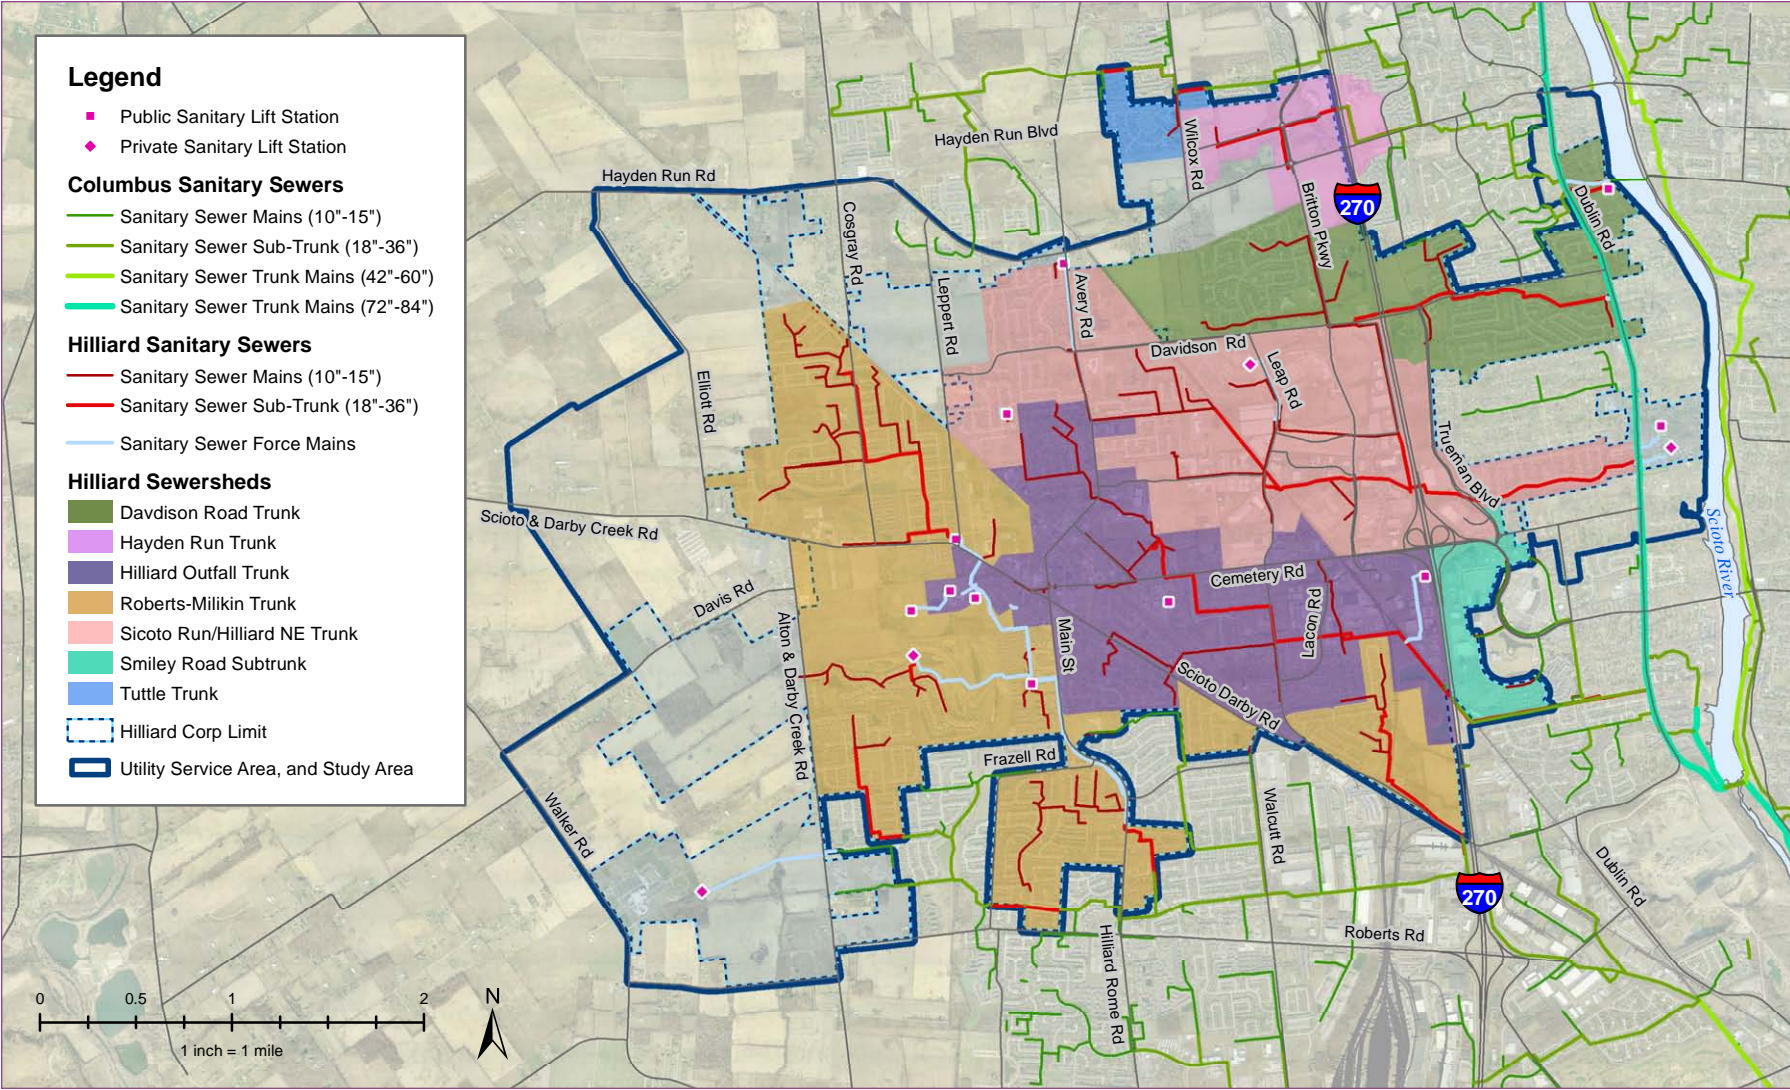 Legend
Public Sanitary Lift Station
Private Sanitary Lift Station
Columbus Sanitary Sewers
Sanitary Sewer Mains (10"-15")
Sanitary Sewer Sub-Trunk (18"-36")
Sanitary Sewer Trunk Mains (42"-60")
Sanitary Sewer Trunk Mains (72"-84")
Hilliard Sanitary Sewers
Sanitary Sewer Mains (10"-15")
Sanitary Sewer Sub-Trunk (18"-36")
Sanitary Sewer Force Mains
Hilliard Sewersheds
Davdison Road Trunk
Hayden Run Trunk
Hilliard Outfall Trunk
Roberts-Milikin Trunk
Sicoto Run/Hilliard NE Trunk
Smiley Road Subtrunk
Tuttle Trunk
Hilliard Corp Limit
Utility Service Area, and Study Area
0 0.5 1 2
1 inch = 1 mile
N
Hayden Run Blvd
Wilcox Rd
Hayden Run Rd
Britton Pkwy
270
Dublin Rd
Cosgray Rd
Leppert Rd
Avery Rd
Davidson Rd
Leap Rd
Elliott Rd
Trueman Blvd
Scioto & Darby Creek Rd
Scioto River
Cemetery Rd
Davis Rd
Lacon Rd
Main St
Alton & Darby Creek Rd
Scioto Darby Rd
Frazell Rd
Walker Rd
Walcutt Rd
Dublin Rd
270
Roberts Rd
Hilliard Rome Rd